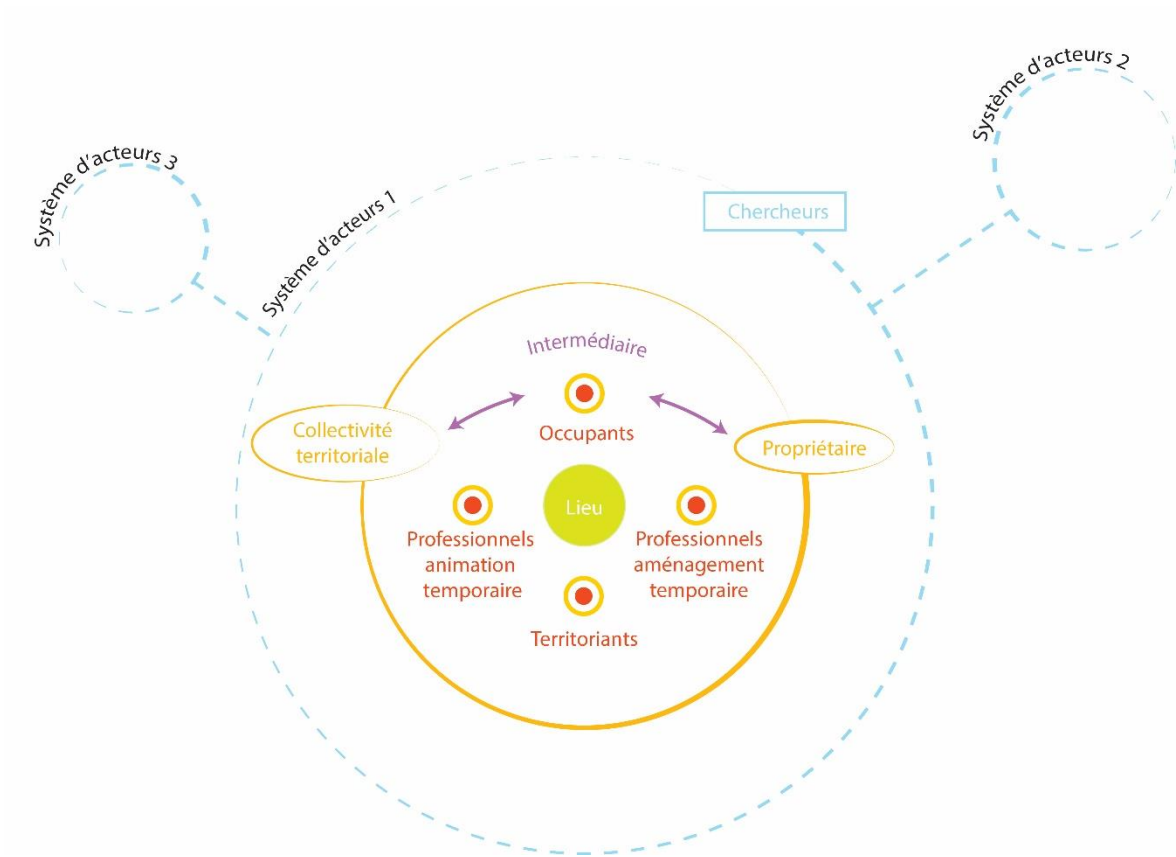 Système d'acteurs 2
Système d'acteurs 3
Système d'acteurs 1
Chercheurs
Intermédiaire
Occupants
Collectivité
territoriale
Propriétaire
Lieu
Professionnels
animation
temporaire
Professionnels
aménagement
temporaire
Territoriants